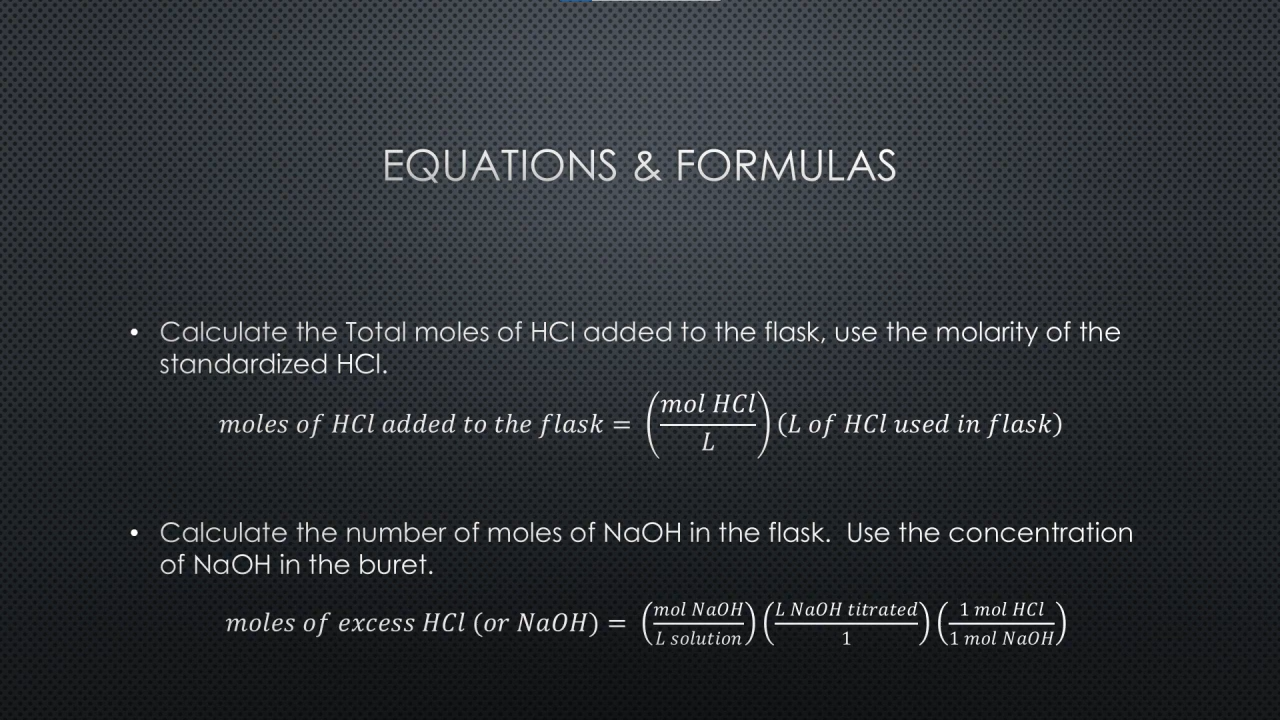 EQUATIONS & FORMULAS
• Calculate the Total moles of HCl added to the flask, use the molarity of the
standardized HCl.
moles of HCl added to the flask = (mol HCl / L) (L of HCl used in flask)
• Calculate the number of moles of NaOH in the flask.  Use the concentration
of NaOH in the buret.
moles of excess HCl (or NaOH) = (mol NaOH / L solution) (L NaOH titrated / 1) (1 mol HCl / 1 mol NaOH)